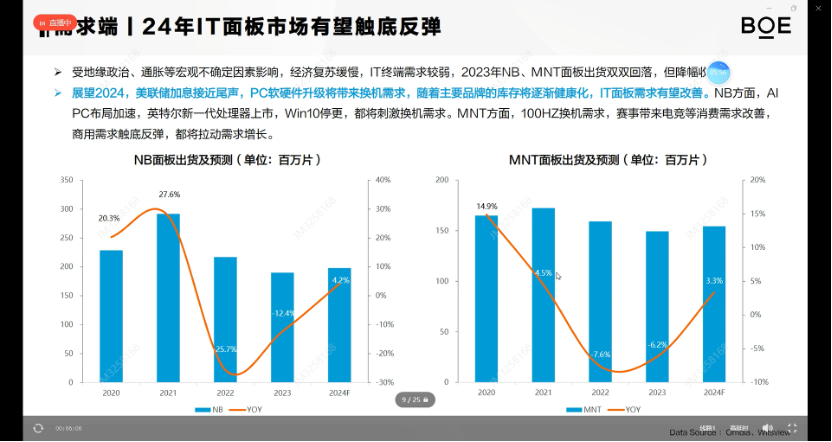 直播中
需求端丨24年IT面板市场有望触底反弹
BOE
受地缘政治、通胀等宏观不确定因素影响，经济复苏缓慢，IT终端需求较弱，2023年NB、MNT面板出货双双回落，但降幅收
展望2024，美联储加息接近尾声，PC软硬件升级将带来换机需求，随着主要品牌的库存将逐渐健康化，IT面板需求有望改善。NB方面，AI
PC布局加速，英特尔新一代处理器上市，Win10停更，都将刺激换机需求。MNT方面，100HZ换机需求，赛事带来电竞等消费需求改善，
商用需求触底反弹，都将拉动需求增长。
NB面板出货及预测（单位：百万片）
350
300
250
200
150
100
50
0
40%
30%
20%
10%
0%
-10%
-20%
-30%
20.3%
27.6%
-25.7%
-12.4%
4.2%
2020
2021
2022
2023
2024F
NB
YOY
MNT面板出货及预测（单位：百万片）
200
150
100
50
0
20%
15%
10%
5%
0%
-5%
-10%
14.9%
4.5%
-7.6%
-6.2%
3.3%
2020
2021
2022
2023
2024F
MNT
YOY
9 / 25
Data Source：Omdia、Witsview